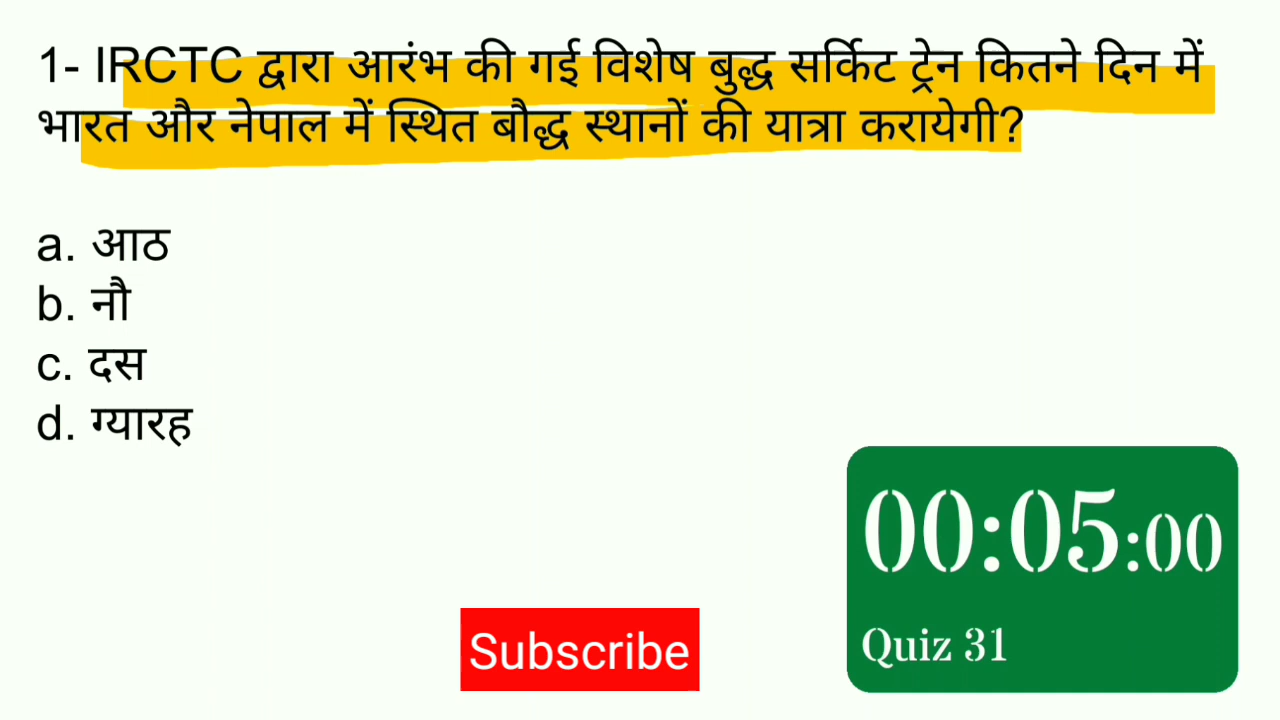 1- IRCTC द्वारा आरंभ की गई विशेष बुद्ध सर्किट ट्रेन कितने दिन में
भारत और नेपाल में स्थित बौद्ध स्थानों की यात्रा करायेगी?
a. आठ
b. नौ
c. दस
d. ग्यारह
00:05:00
Quiz 31
Subscribe